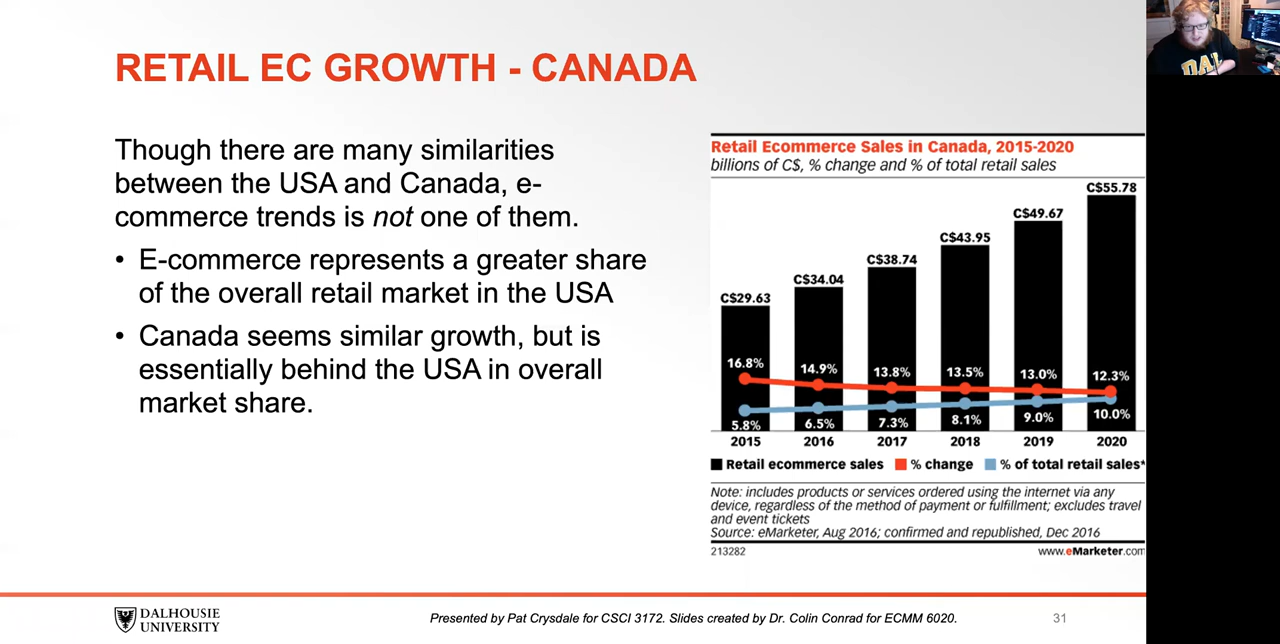 RETAIL EC GROWTH - CANADA
Though there are many similarities
between the USA and Canada, e-
commerce trends is not one of them.
• E-commerce represents a greater share
of the overall retail market in the USA
• Canada seems similar growth, but is
essentially behind the USA in overall
market share.
Retail Ecommerce Sales in Canada, 2015-2020
billions of C$, % change and % of total retail sales
C$55.78
C$49.67
C$43.95
C$38.74
C$34.04
C$29.63
16.8% 14.9% 13.8% 13.5% 13.0% 12.3%
5.8% 6.5% 7.3% 8.1% 9.0% 10.0%
2015 2016 2017 2018 2019 2020
Retail ecommerce sales % change % of total retail sales*
Note: includes products or services ordered using the internet via any
device, regardless of the method of payment or fulfillment; excludes travel
and event tickets
Source: eMarketer, Aug 2016; confirmed and republished, Dec 2016
213282 www.eMarketer.com
DALHOUSIE
UNIVERSITY
Presented by Pat Crysdale for CSCI 3172. Slides created by Dr. Colin Conrad for ECMM 6020.
31
DAL